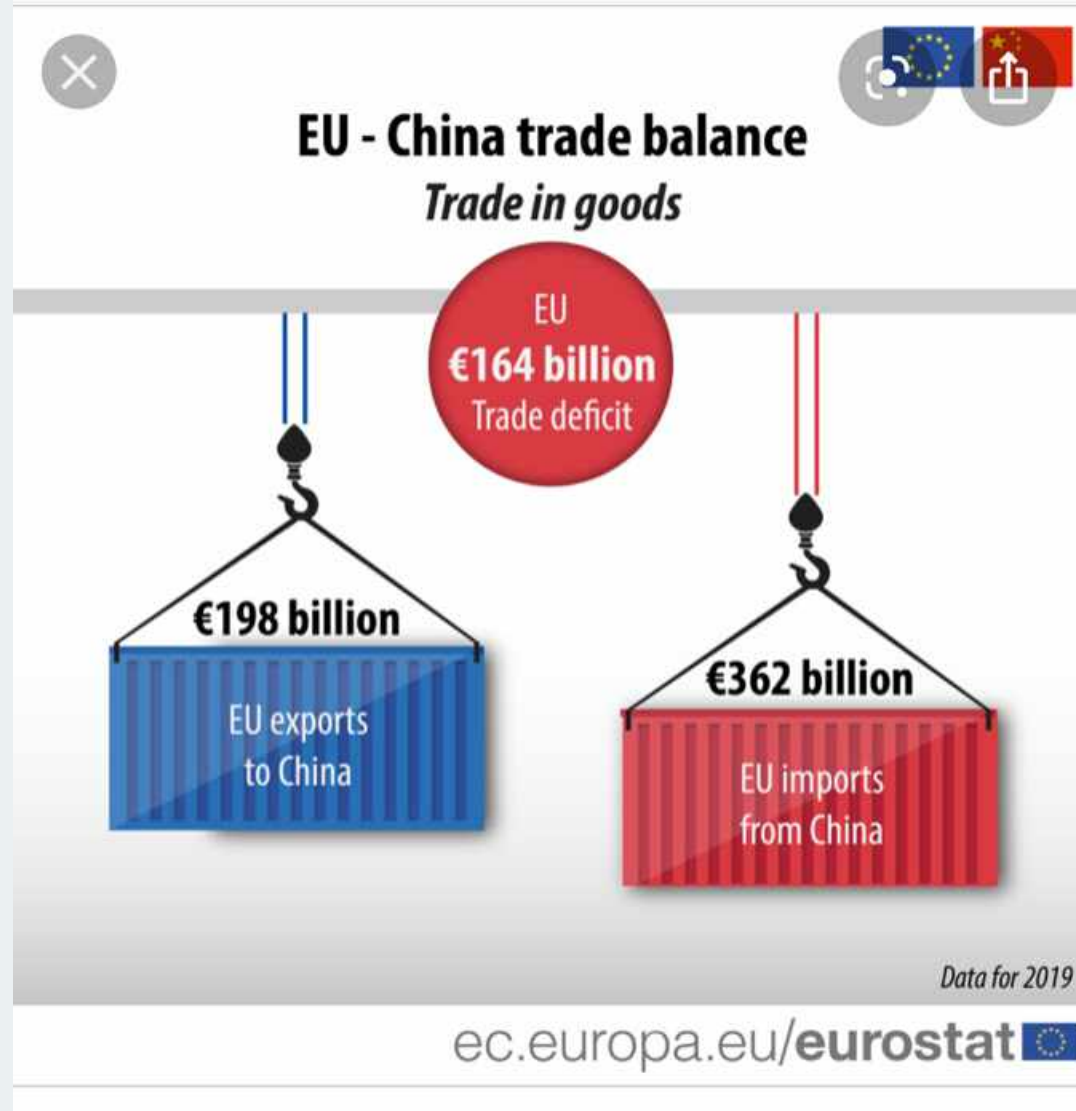 EU - China trade balance
Trade in goods
EU
€164 billion
Trade deficit
€198 billion
EU exports
to China
€362 billion
EU imports
from China
Data for 2019
ec.europa.eu/eurostat